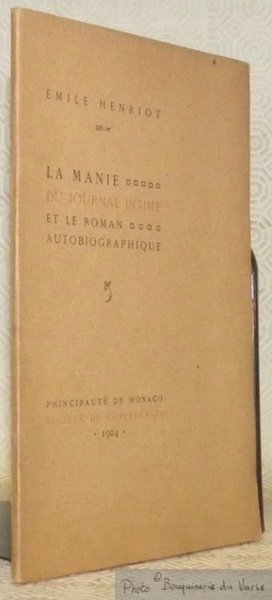 ÉMILE HENRIOT
LA MANIE
DU JOURNAL INTIME
ET LE ROMAN
AUTOBIOGRAPHIQUE
PRINCIPAUTÉ DE MONACO
SOCIÉTÉ DE CONFÉRENCES
· 1924 ·
Photo © Bouquinerie du Varis